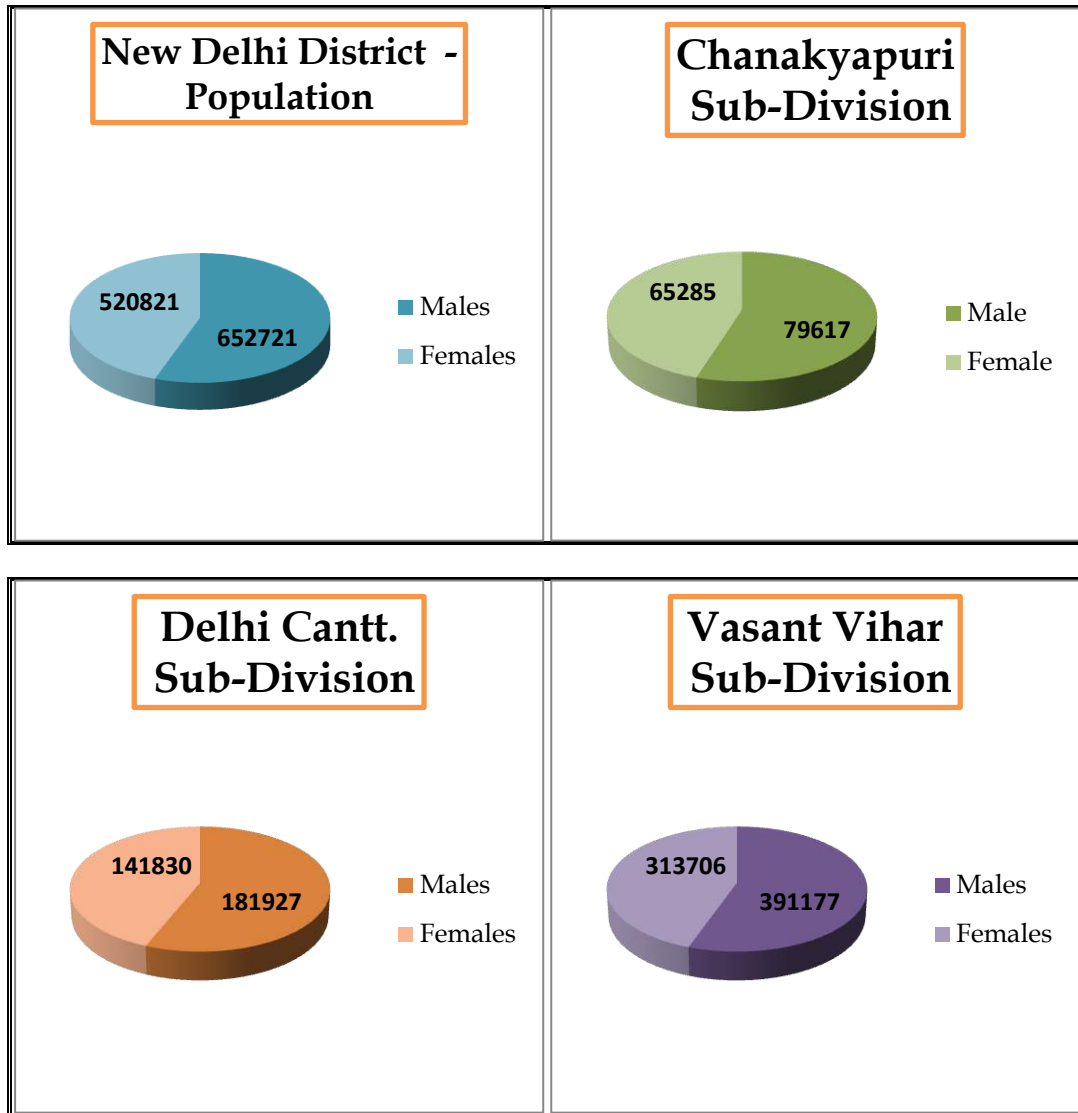 New Delhi District -
Population
520821
652721
Males
Females
Chanakyapuri
Sub-Division
65285
79617
Male
Female
Delhi Cantt.
Sub-Division
141830
181927
Males
Females
Vasant Vihar
Sub-Division
313706
391177
Males
Females